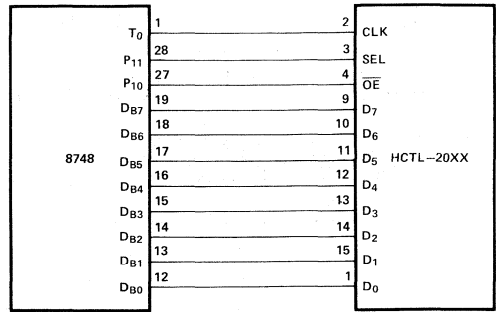 T0 1 2 CLK
P11 28 3 SEL
P10 27 4 OE
DB7 19 9 D7
DB6 18 10 D6
8748 DB5 17 11 D5 HCTL-20XX
DB4 16 12 D4
DB3 15 13 D3
DB2 14 14 D2
DB1 13 15 D1
DB0 12 1 D0